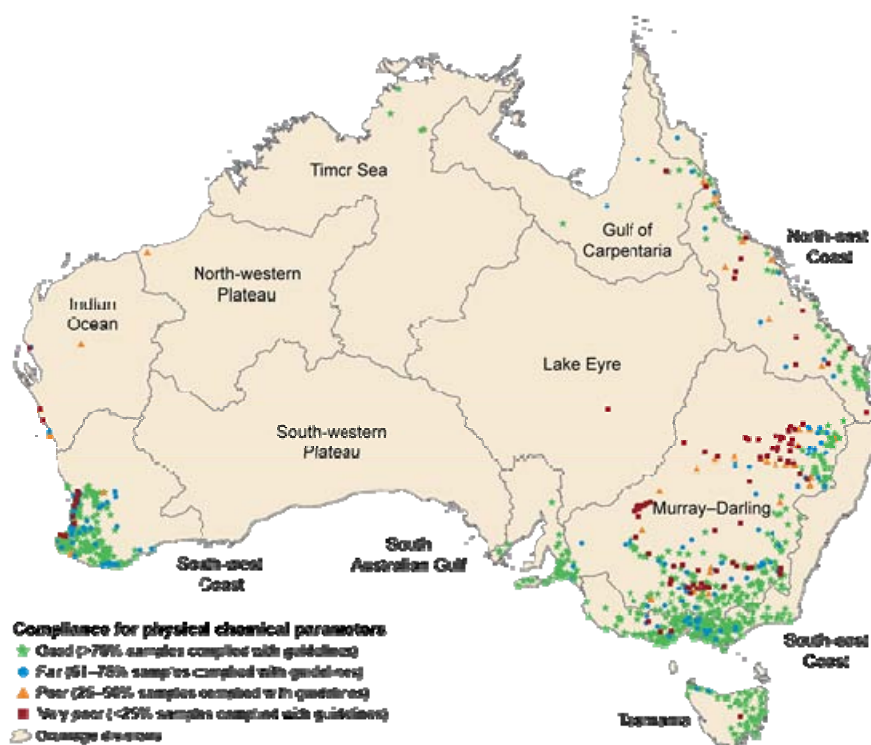 Timor Sea
Gulf of
Carpentaria
North-east
Coast
North-western
Plateau
Indian
Ocean
Lake Eyre
South-western
Plateau
Murray–Darling
South
Australian Gulf
South-west
Coast
South-east
Coast
Tasmania
Compliance for physical chemical parameters
Good (>75% samples complied with guidelines)
Fair (51–75% samples complied with guidelines)
Poor (25–50% samples complied with guidelines)
Very poor (<25% samples complied with guidelines)
Drainage divisions